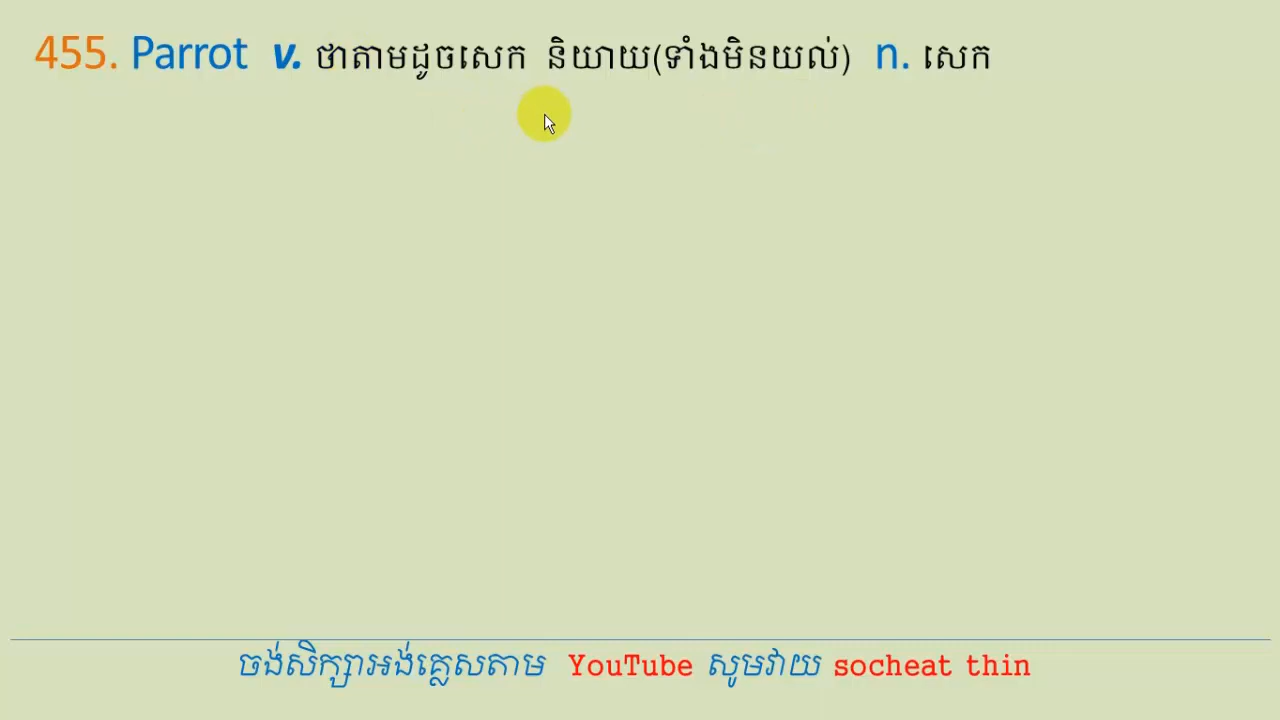 455. Parrot v. ថាតាមដូចសេក និយាយ(ទាំងមិនយល់) n. សេក
ចង់សិក្សាអង់គ្លេសតាម YouTube សូមវាយ socheat thin